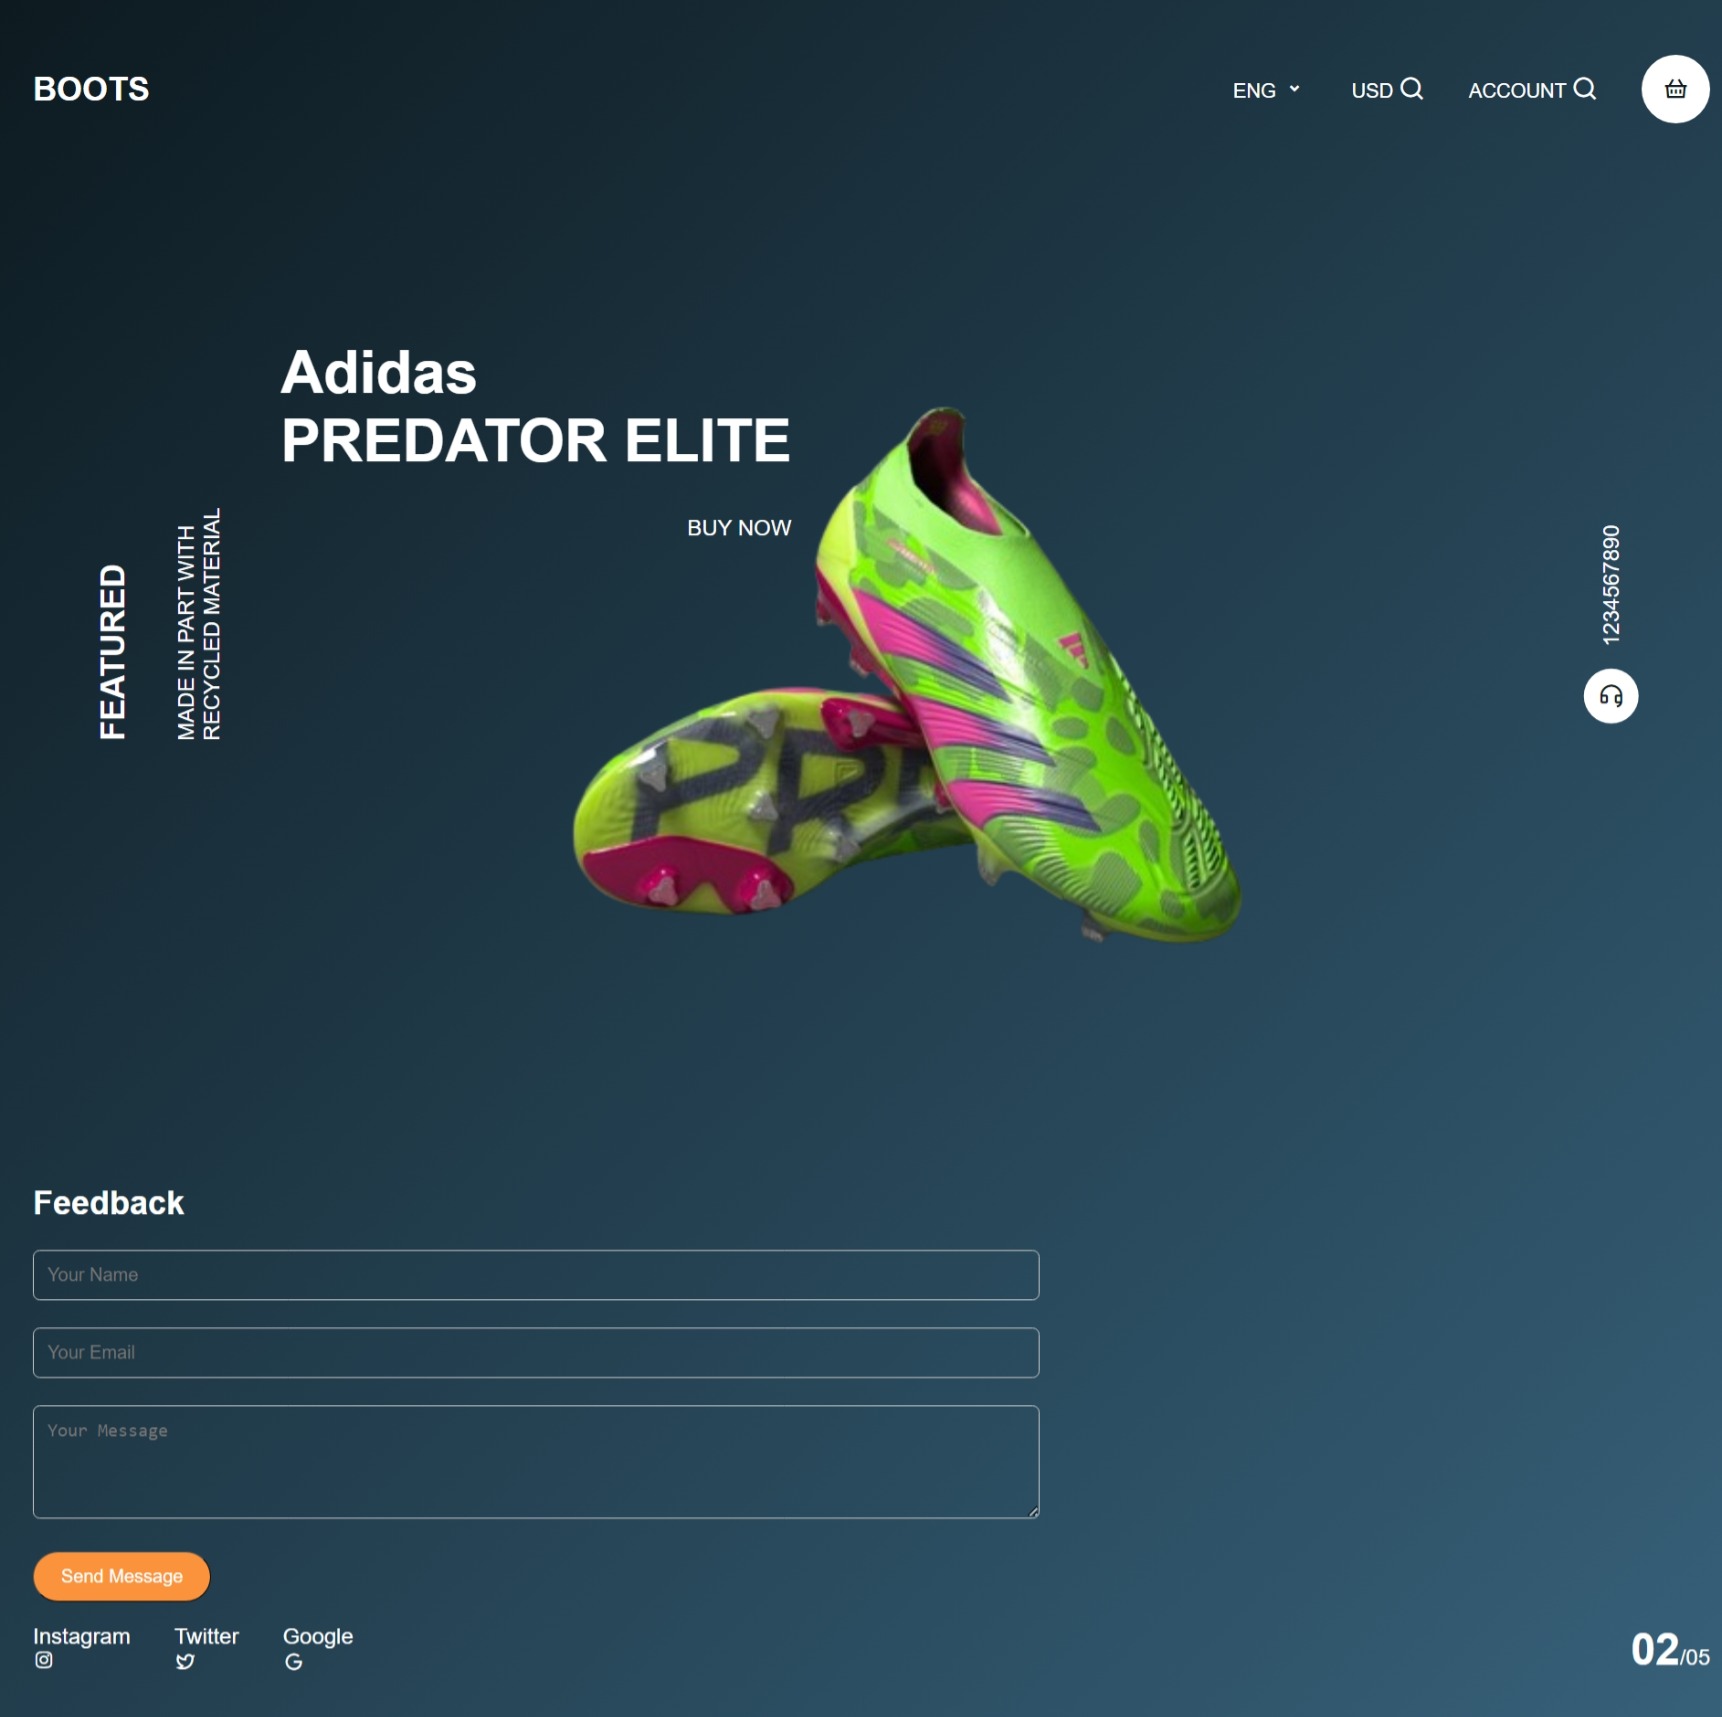 BOOTS
ENG
USD
ACCOUNT
Adidas
PREDATOR ELITE
BUY NOW
FEATURED
MADE IN PART WITH
RECYCLED MATERIAL
1234567890
PRE
Feedback
Your Name
Your Email
Your Message
Send Message
Instagram
Twitter
Google
02/05